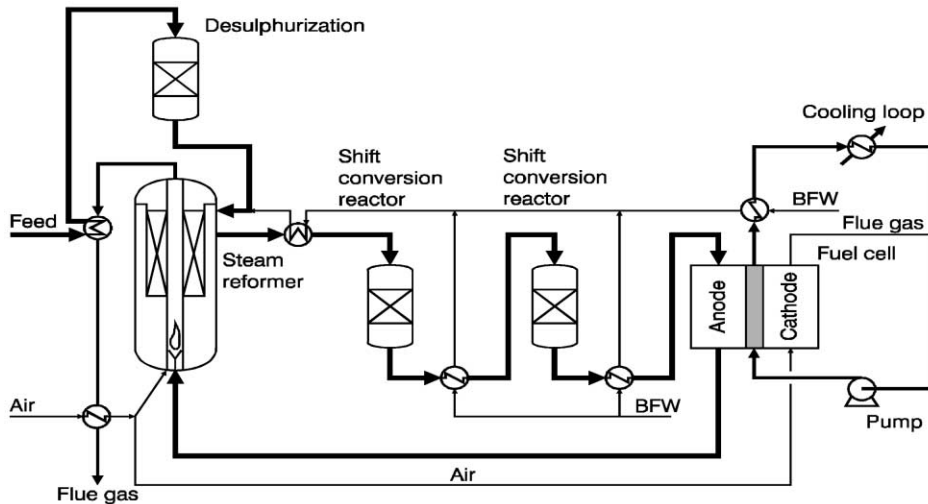 Desulphurization
Cooling loop
Shift
conversion
reactor
Shift
conversion
reactor
BFW
Feed
Flue gas
Steam
reformer
Fuel cell
Anode
Cathode
Air
BFW
Pump
Air
Flue gas